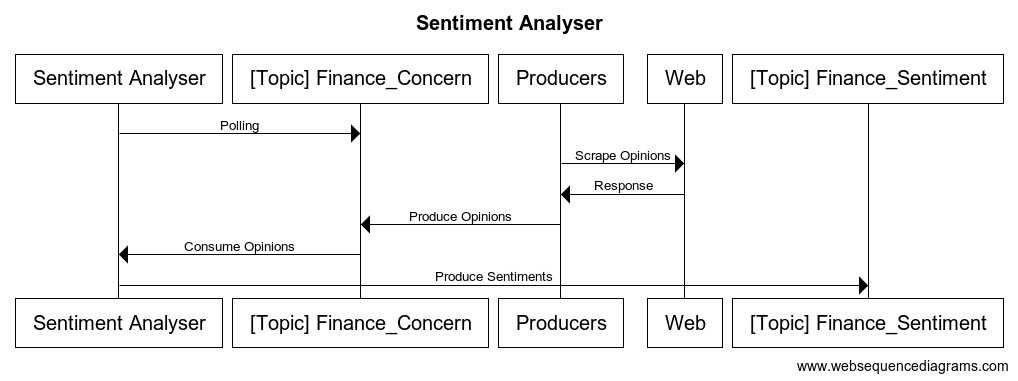 Sentiment Analyser
Sentiment Analyser [Topic] Finance_Concern Producers Web [Topic] Finance_Sentiment
Polling
Scrape Opinions
Response
Produce Opinions
Consume Opinions
Produce Sentiments
Sentiment Analyser [Topic] Finance_Concern Producers Web [Topic] Finance_Sentiment
www.websequencediagrams.com